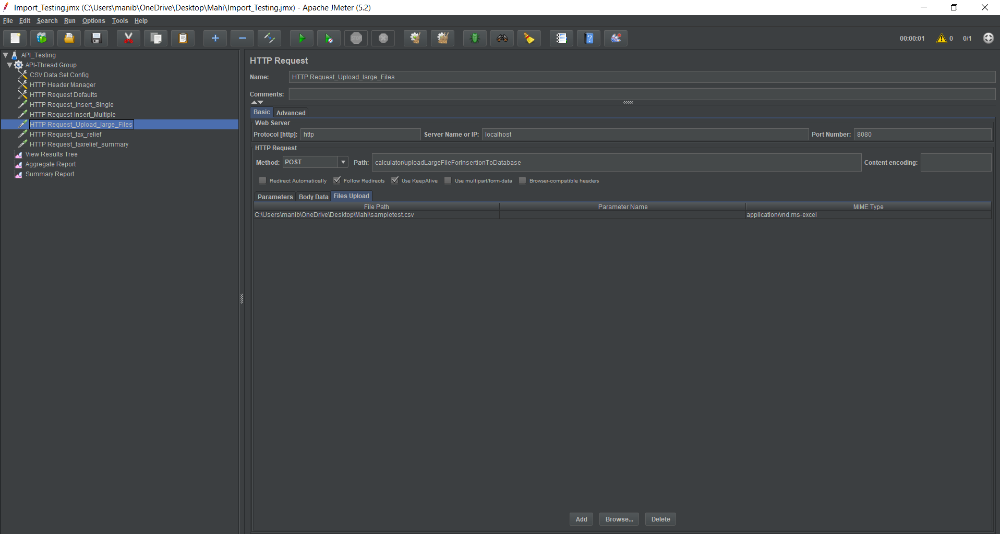 Import_Testing.jmx (C:\Users\manib\OneDrive\Desktop\Mahi\Import_Testing.jmx) - Apache JMeter (5.2)
File Edit Search Run Options Tools Help
STOP
00:00:01 0 0/1
API_Testing
API-Thread Group
CSV Data Set Config
HTTP Header Manager
HTTP Request Defaults
HTTP Request_Insert_Single
HTTP Request-Insert_Multiple
HTTP Request_Upload_large_Files
HTTP Request_tax_relief
HTTP Request_taxrelief_summary
View Results Tree
Aggregate Report
Summary Report
HTTP Request
Name: HTTP Request_Upload_large_Files
Comments:
Basic Advanced
Web Server
Protocol [http]: http Server Name or IP: localhost Port Number: 8080
HTTP Request
Method: POST Path: calculator/uploadLargeFileForInsertionToDatabase Content encoding:
Redirect Automatically Follow Redirects Use KeepAlive Use multipart/form-data Browser-compatible headers
Parameters Body Data Files Upload
File Path Parameter Name MIME Type
C:\Users\manib\OneDrive\Desktop\Mahi\sampletest.csv application/vnd.ms-excel
Add Browse... Delete